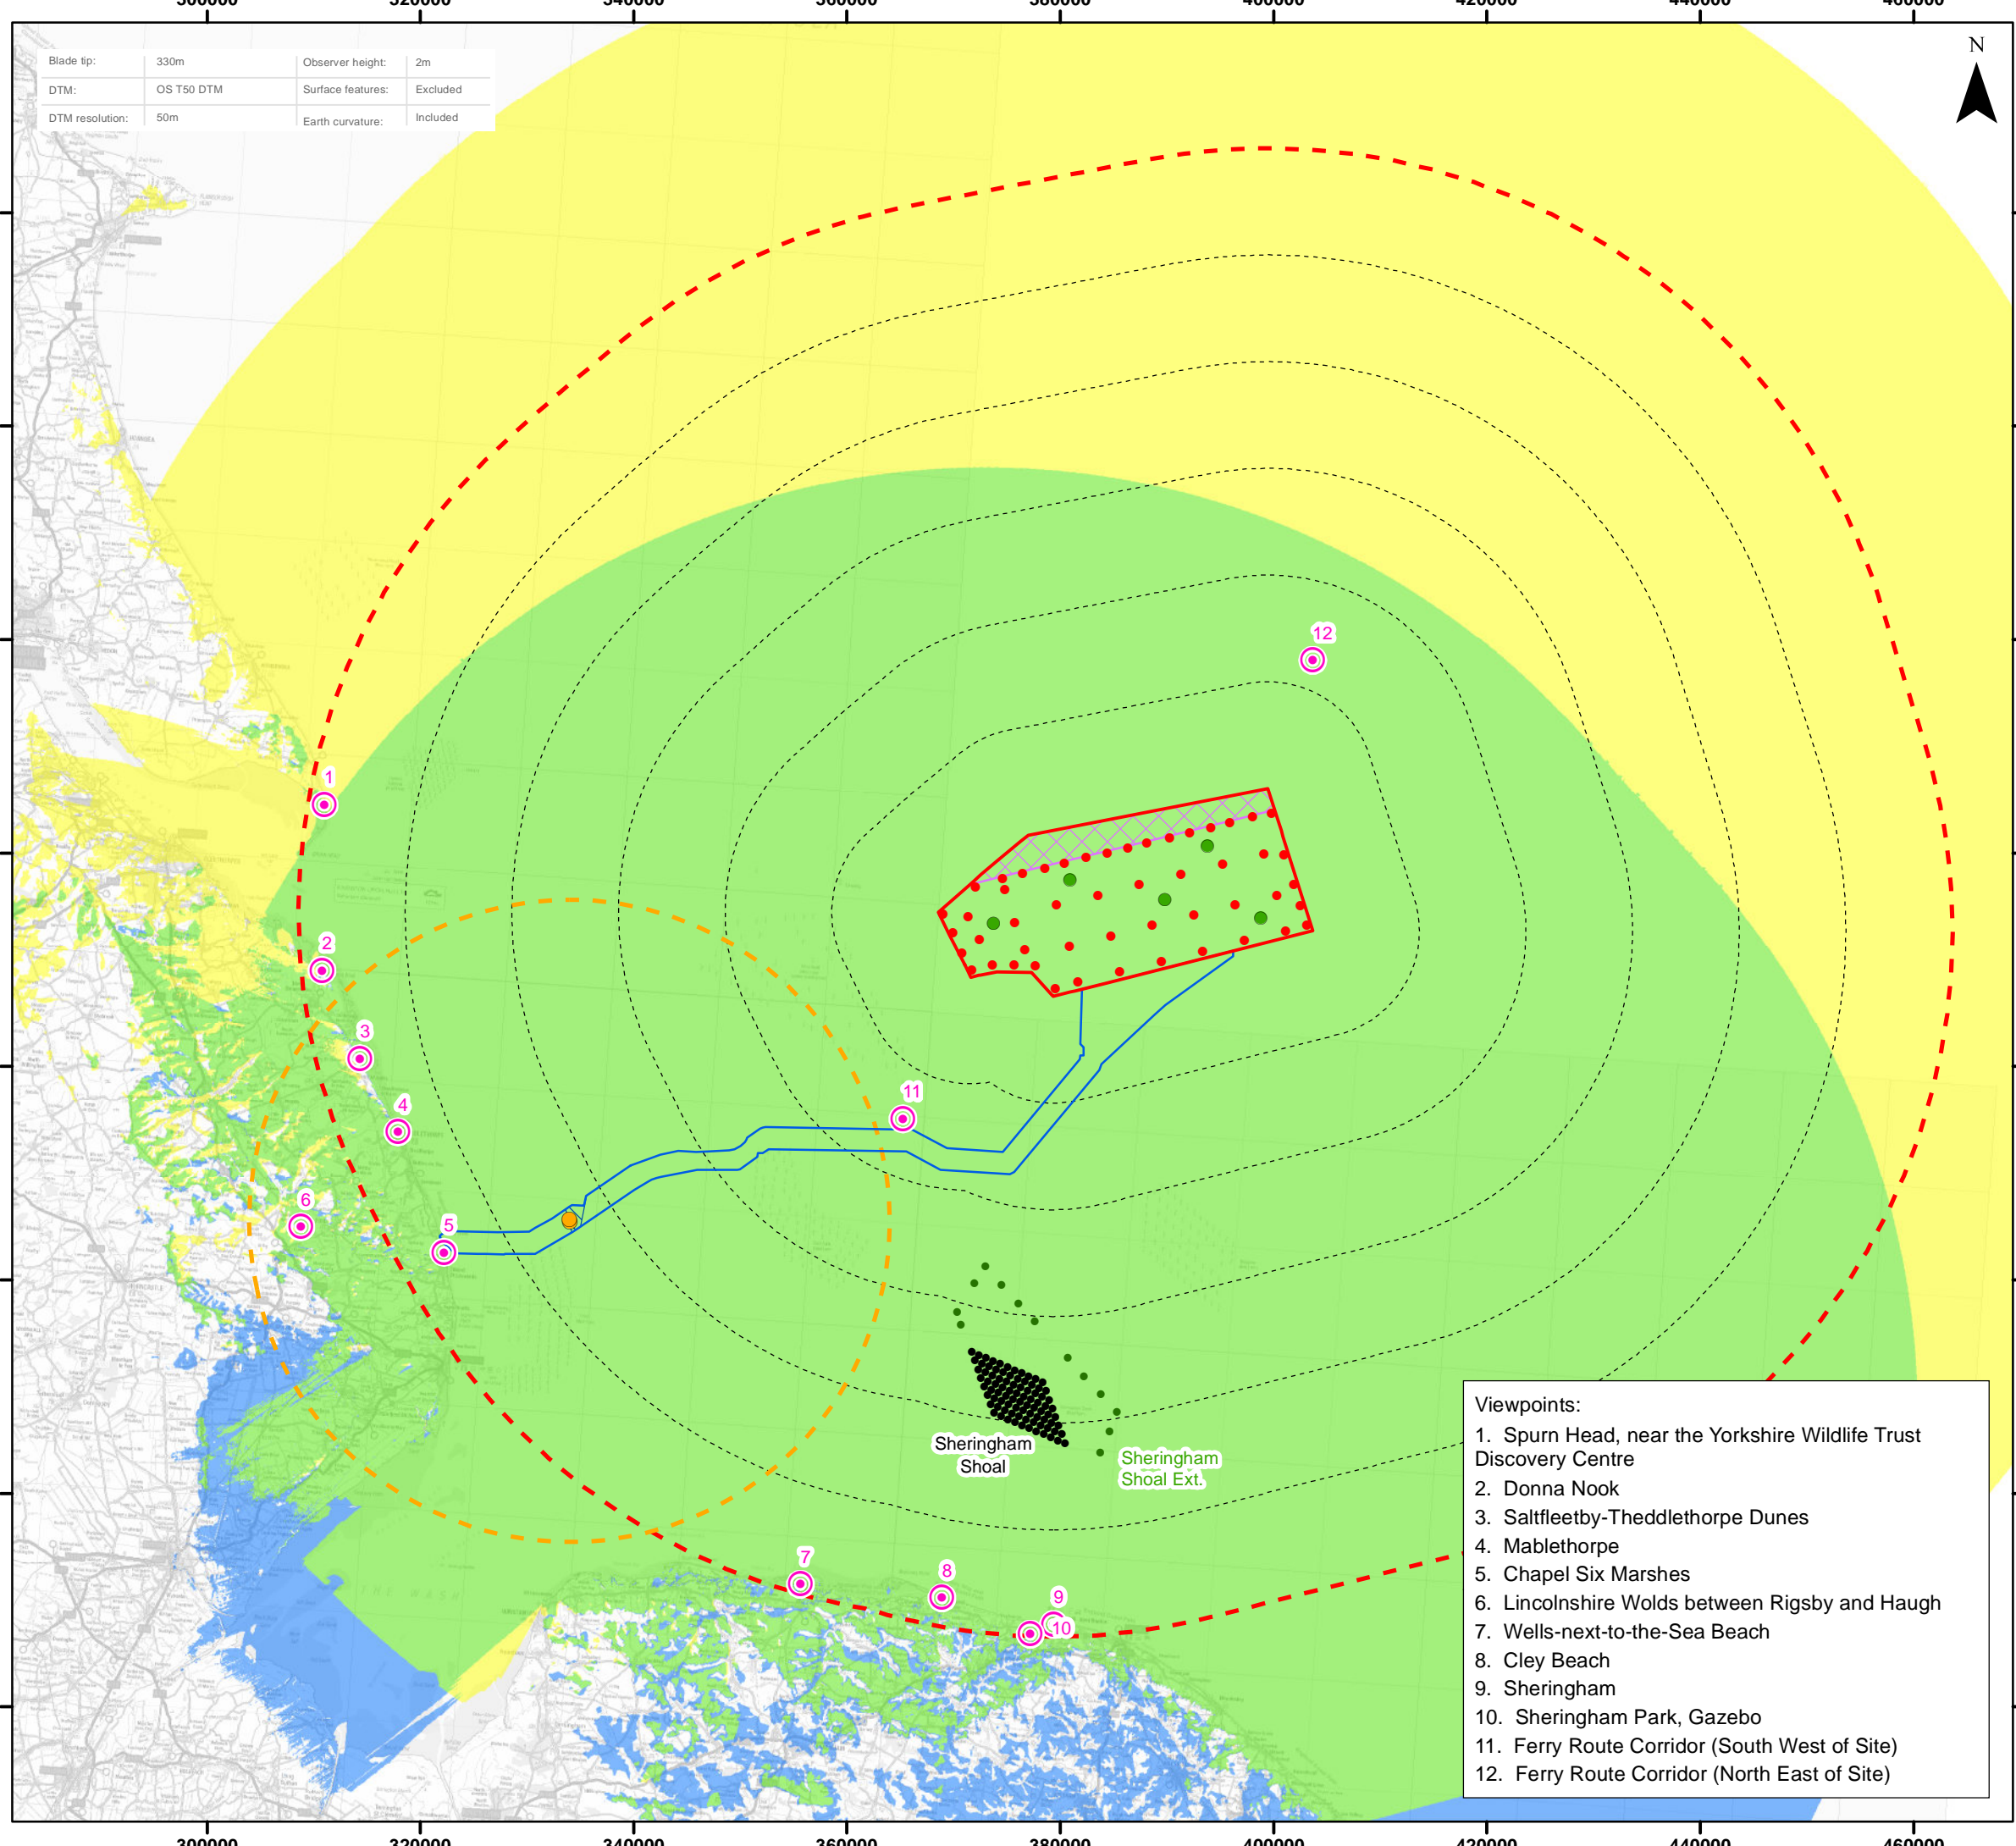 300000 320000 340000 360000 380000 400000 420000 440000 460000
Blade tip: 330m Observer height: 2m
DTM: OS T50 DTM Surface features: Excluded
DTM resolution: 50m Earth curvature: Included
N
12
1
2
3
4
11
6
5
Sheringham
Shoal
Sheringham
Shoal Ext.
7
8
9
10
THE WASH
Viewpoints:
1. Spurn Head, near the Yorkshire Wildlife Trust
Discovery Centre
2. Donna Nook
3. Saltfleetby-Theddlethorpe Dunes
4. Mablethorpe
5. Chapel Six Marshes
6. Lincolnshire Wolds between Rigsby and Haugh
7. Wells-next-to-the-Sea Beach
8. Cley Beach
9. Sheringham
10. Sheringham Park, Gazebo
11. Ferry Route Corridor (South West of Site)
12. Ferry Route Corridor (North East of Site)
300000 320000 340000 360000 380000 400000 420000 440000 460000